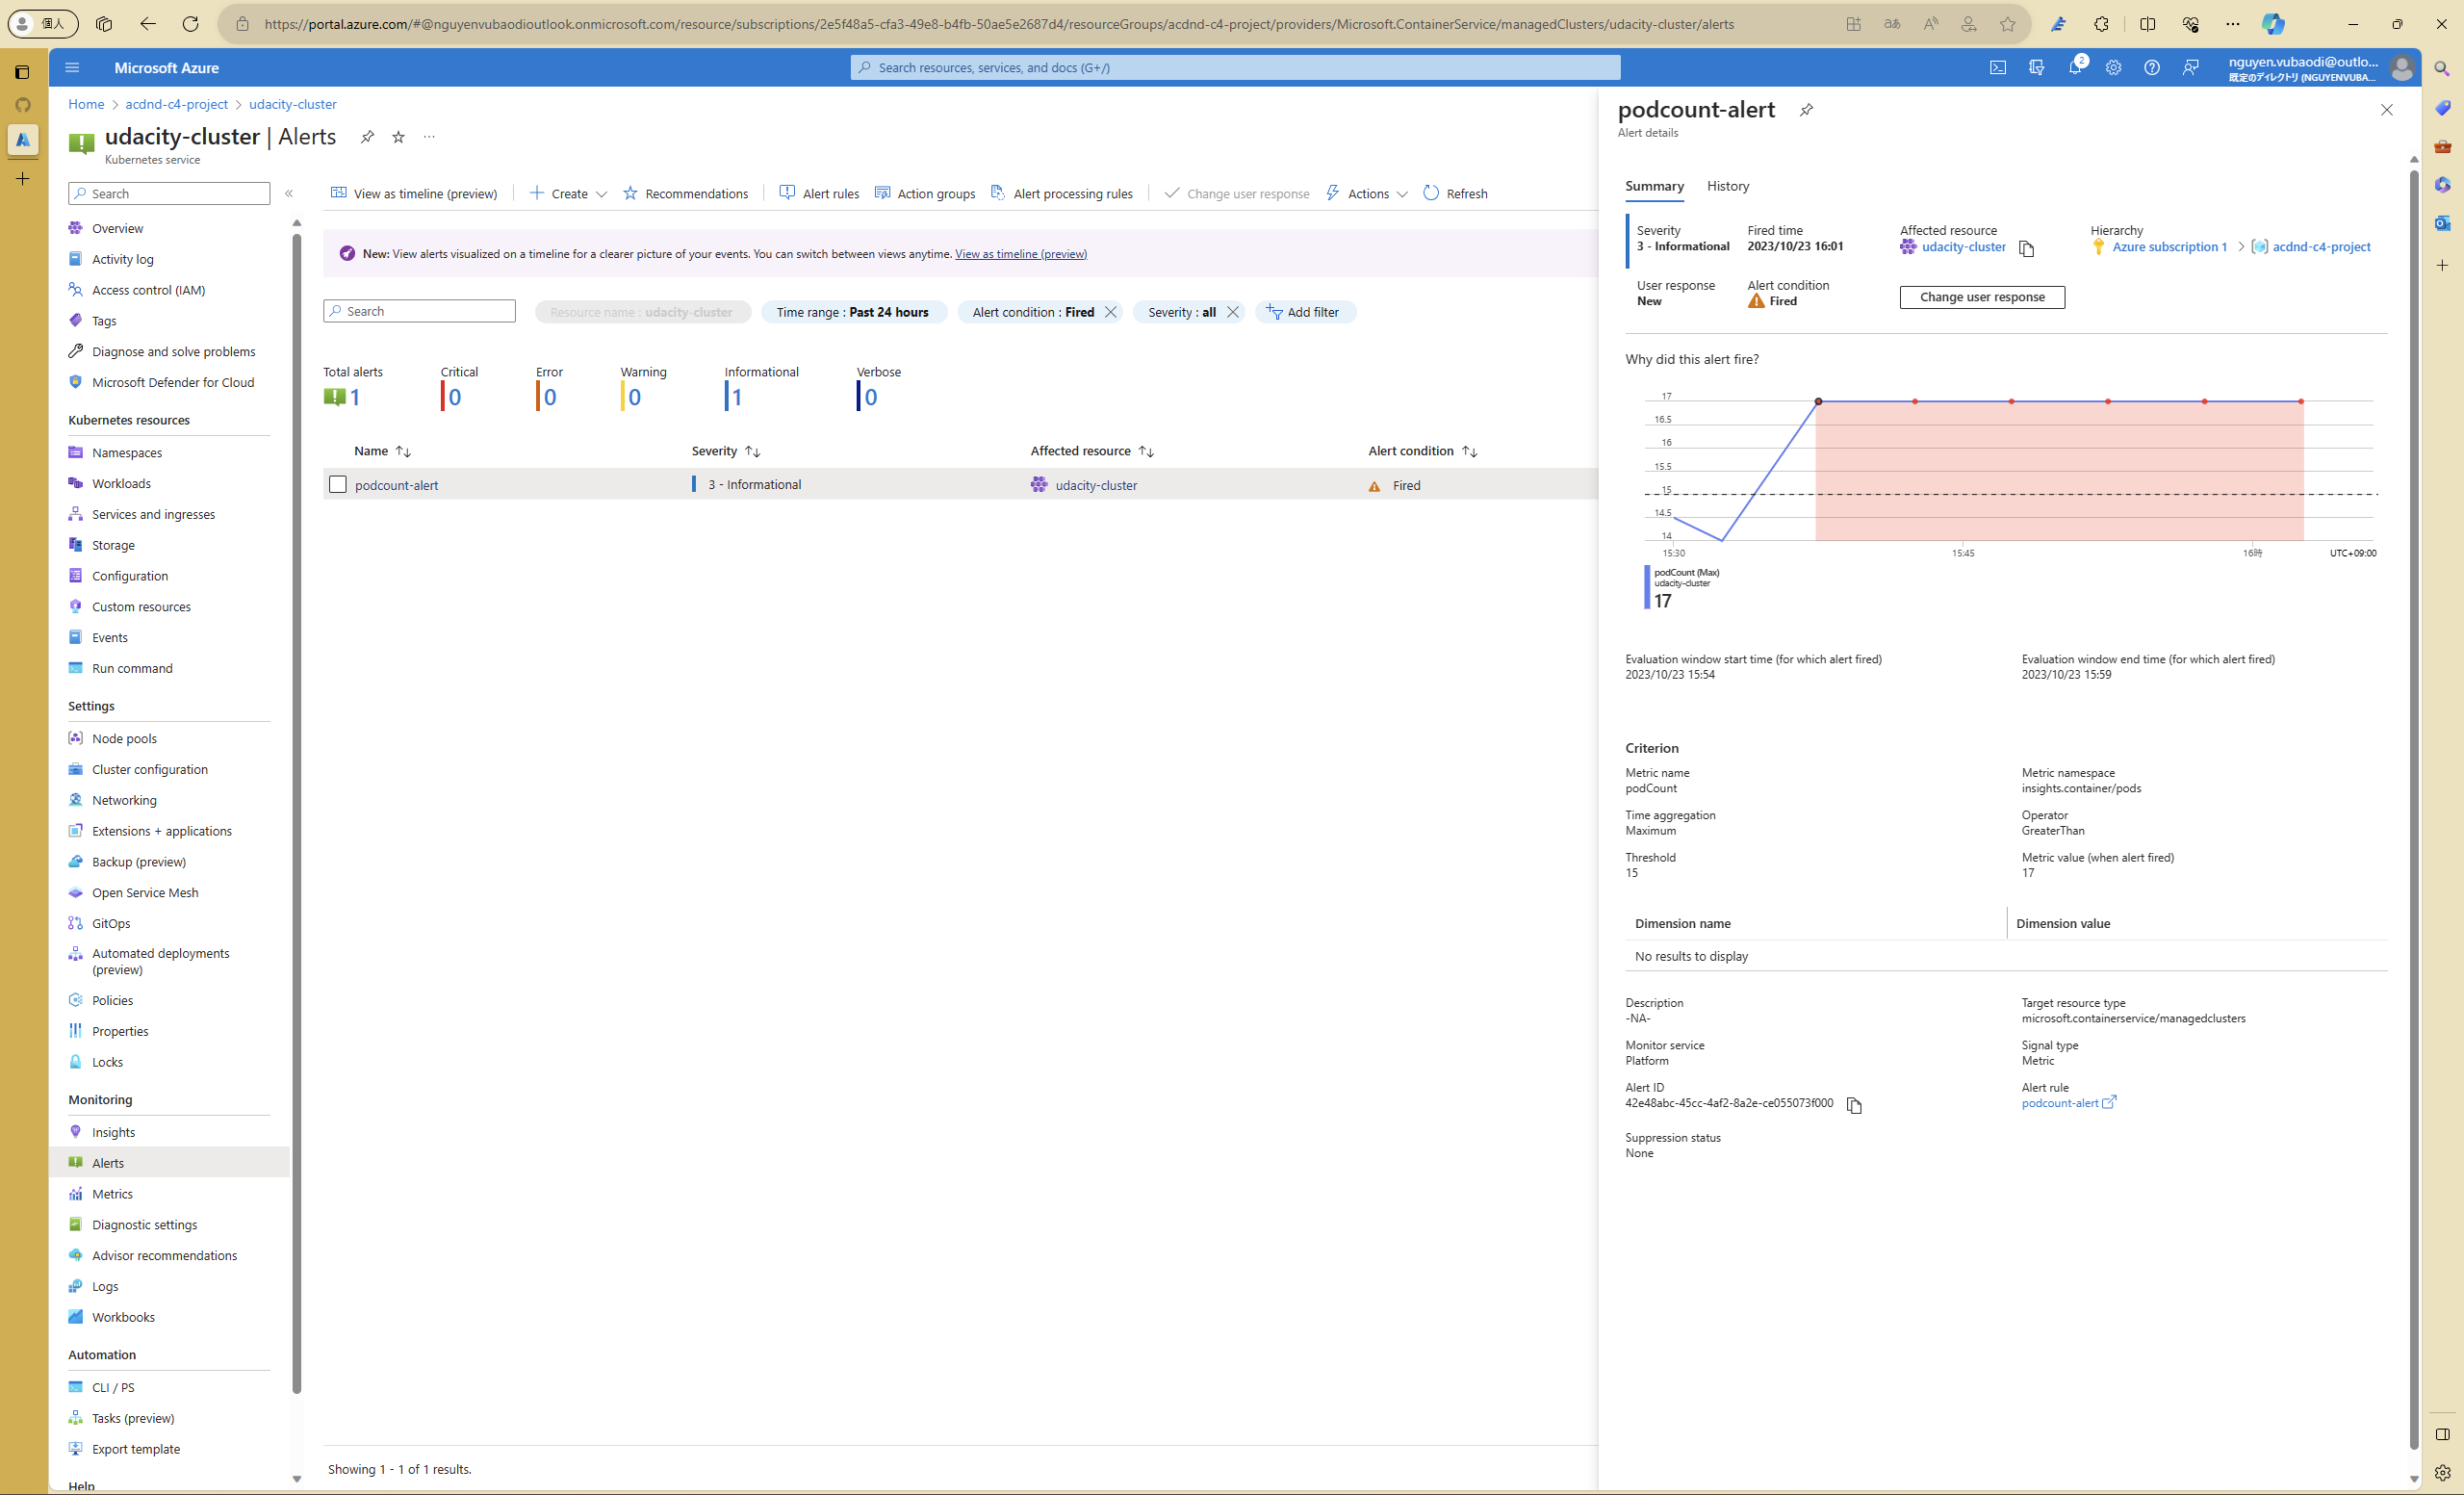 個人
https://portal.azure.com/#@nguyenvubaodioutlook.onmicrosoft.com/resource/subscriptions/2e5f48a5-cfa3-49e8-b4fb-50ae5e2687d4/resourceGroups/acdnd-c4-project/providers/Microsoft.ContainerService/managedClusters/udacity-cluster/alerts
Microsoft Azure
Search resources, services, and docs (G+/)
2
nguyen.vubaodi@outlo...
既定のディレクトリ (NGUYENVUBA...
Home > acdnd-c4-project > udacity-cluster
udacity-cluster | Alerts
Kubernetes service
Search
Overview
Activity log
Access control (IAM)
Tags
Diagnose and solve problems
Microsoft Defender for Cloud
Kubernetes resources
Namespaces
Workloads
Services and ingresses
Storage
Configuration
Custom resources
Events
Run command
Settings
Node pools
Cluster configuration
Networking
Extensions + applications
Backup (preview)
Open Service Mesh
GitOps
Automated deployments
(preview)
Policies
Properties
Locks
Monitoring
Insights
Alerts
Metrics
Diagnostic settings
Advisor recommendations
Logs
Workbooks
Automation
CLI / PS
Tasks (preview)
Export template
Help
View as timeline (preview) Create Recommendations Alert rules Action groups Alert processing rules Change user response Actions Refresh
New: View alerts visualized on a timeline for a clearer picture of your events. You can switch between views anytime. View as timeline (preview)
Search Resource name : udacity-cluster Time range : Past 24 hours Alert condition : Fired Severity : all Add filter
Total alerts Critical Error Warning Informational Verbose
1 0 0 0 1 0
Name Severity Affected resource Alert condition
podcount-alert 3 - Informational udacity-cluster Fired
Showing 1 - 1 of 1 results.
podcount-alert
Alert details
Summary History
Severity Fired time Affected resource Hierarchy
3 - Informational 2023/10/23 16:01 udacity-cluster Azure subscription 1 > acdnd-c4-project
User response Alert condition
New Fired Change user response
Why did this alert fire?
17
16.5
16
15.5
15
14.5
14
15:30 15:45 16時 UTC+09:00
podCount (Max)
udacity-cluster
17
Evaluation window start time (for which alert fired) Evaluation window end time (for which alert fired)
2023/10/23 15:54 2023/10/23 15:59
Criterion
Metric name Metric namespace
podCount insights.container/pods
Time aggregation Operator
Maximum GreaterThan
Threshold Metric value (when alert fired)
15 17
Dimension name Dimension value
No results to display
Description Target resource type
-NA- microsoft.containerservice/managedclusters
Monitor service Signal type
Platform Metric
Alert ID Alert rule
42e48abc-45cc-4af2-8a2e-ce055073f000 podcount-alert
Suppression status
None